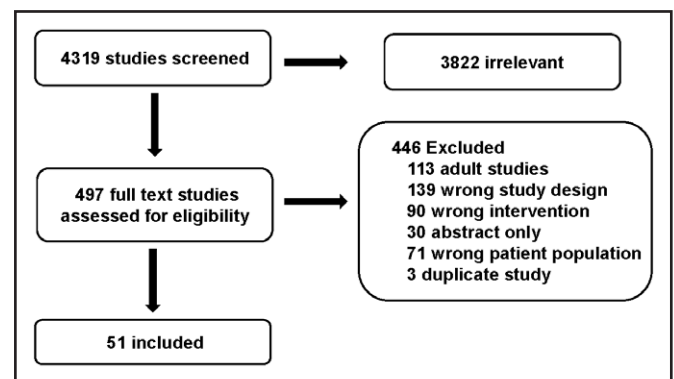 4319 studies screened
3822 irrelevant
497 full text studies
assessed for eligibility
446 Excluded
113 adult studies
139 wrong study design
90 wrong intervention
30 abstract only
71 wrong patient population
3 duplicate study
51 included